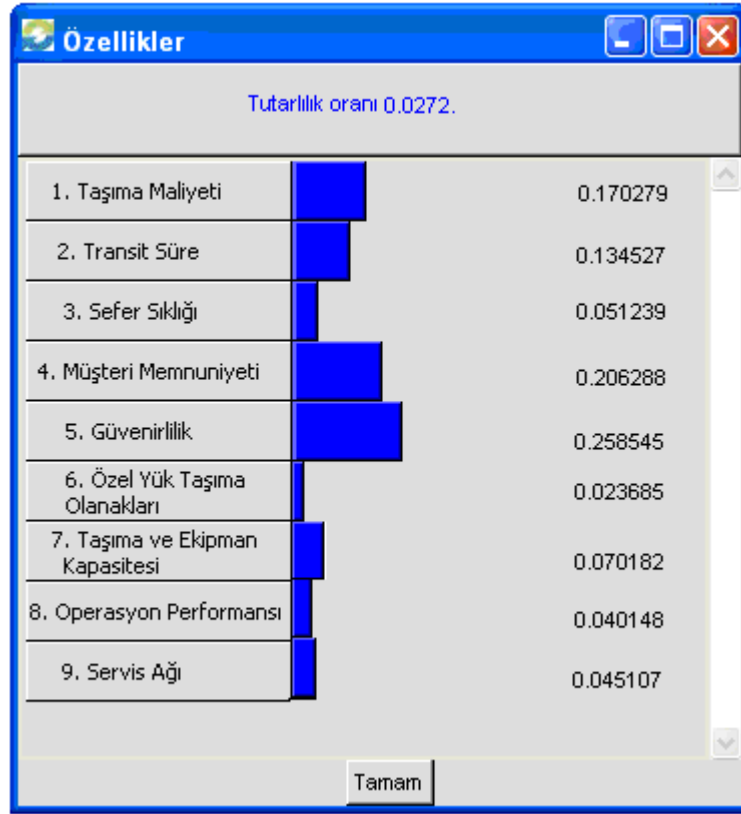 Özellikler
Tutarlılık oranı 0.0272.
1. Taşıma Maliyeti 0.170279
2. Transit Süre 0.134527
3. Sefer Sıklığı 0.051239
4. Müşteri Memnuniyeti 0.206288
5. Güvenirlilik 0.258545
6. Özel Yük Taşıma
Olanakları 0.023685
7. Taşıma ve Ekipman
Kapasitesi 0.070182
8. Operasyon Performansı 0.040148
9. Servis Ağı 0.045107
Tamam